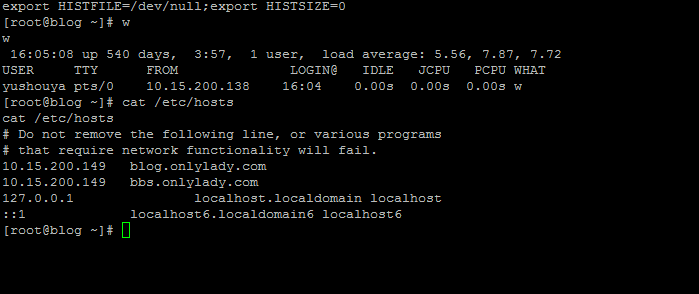 export HISTFILE=/dev/null;export HISTSIZE=0
[root@blog ~]# w
w
 16:05:08 up 540 days,  3:57,  1 user,  load average: 5.56, 7.87, 7.72
USER     TTY      FROM              LOGIN@   IDLE   JCPU   PCPU WHAT
yushouya pts/0    10.15.200.138    16:04    0.00s  0.00s  0.00s w
[root@blog ~]# cat /etc/hosts
cat /etc/hosts
# Do not remove the following line, or various programs
# that require network functionality will fail.
10.15.200.149   blog.onlylady.com
10.15.200.149   bbs.onlylady.com
127.0.0.1               localhost.localdomain localhost
::1             localhost6.localdomain6 localhost6
[root@blog ~]#